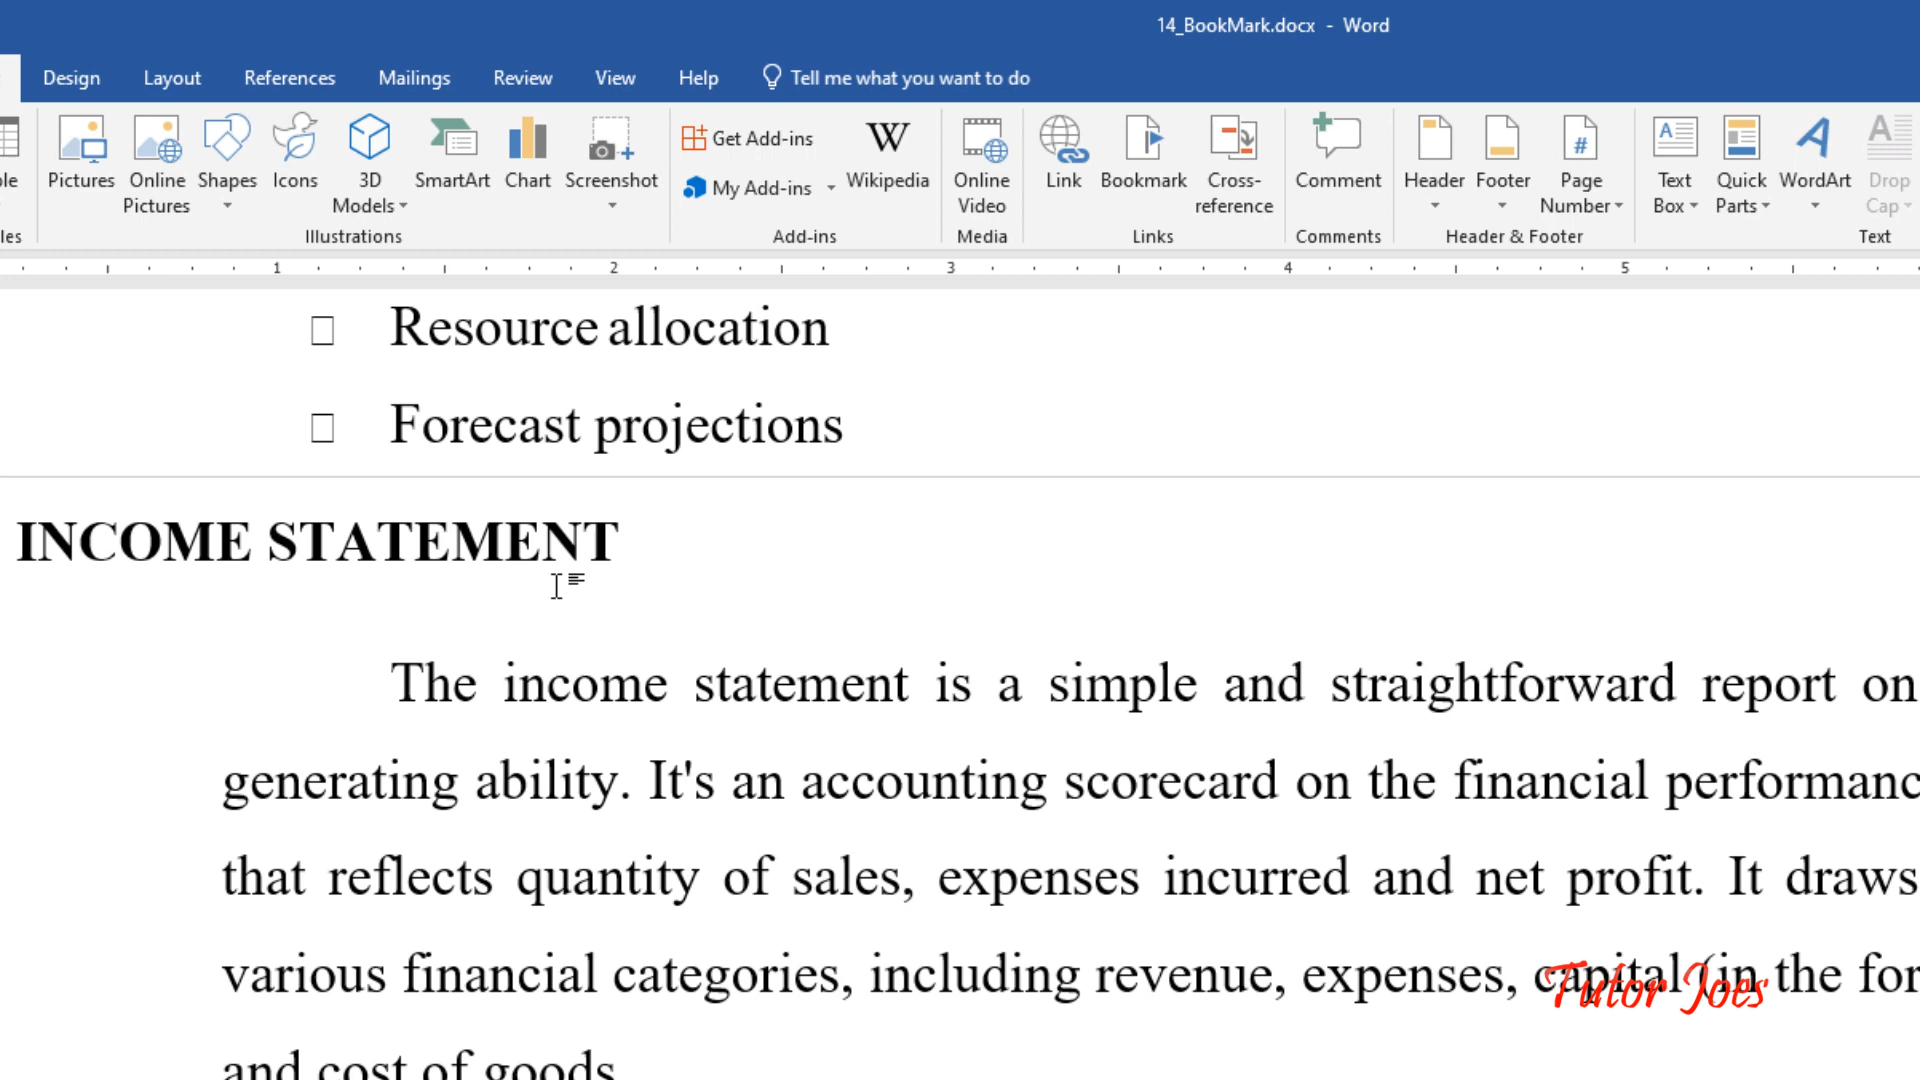 14_BookMark.docx - Word
Design Layout References Mailings Review View Help Tell me what you want to do
Pictures
Online Pictures
Shapes
Icons
3D Models
SmartArt
Chart
Screenshot
Get Add-ins
My Add-ins
W
Wikipedia
Online Video
Link
Bookmark
Cross-reference
Comment
Header
Footer
#
Page Number
A
Text Box
Quick Parts
A
WordArt
A
Drop Cap
Illustrations Add-ins Media Links Comments Header & Footer Text
1 2 3 4 5
Resource allocation
Forecast projections
INCOME STATEMENT
The income statement is a simple and straightforward report on
generating ability. It's an accounting scorecard on the financial performanc
that reflects quantity of sales, expenses incurred and net profit. It draws
various financial categories, including revenue, expenses, capital (in the for
and cost of goods
Tutor Joes